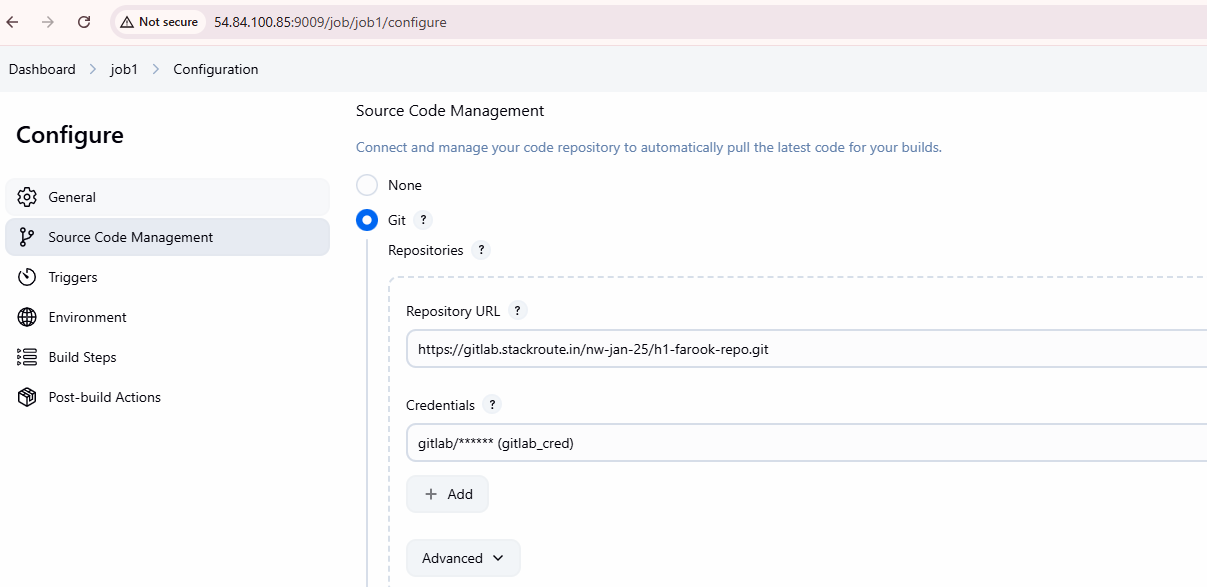 Not secure 54.84.100.85:9009/job/job1/configure
Dashboard > job1 > Configuration
Configure
General
Source Code Management
Triggers
Environment
Build Steps
Post-build Actions
Source Code Management
Connect and manage your code repository to automatically pull the latest code for your builds.
None
Git ?
Repositories ?
Repository URL ?
https://gitlab.stackroute.in/nw-jan-25/h1-farook-repo.git
Credentials ?
gitlab/****** (gitlab_cred)
+ Add
Advanced